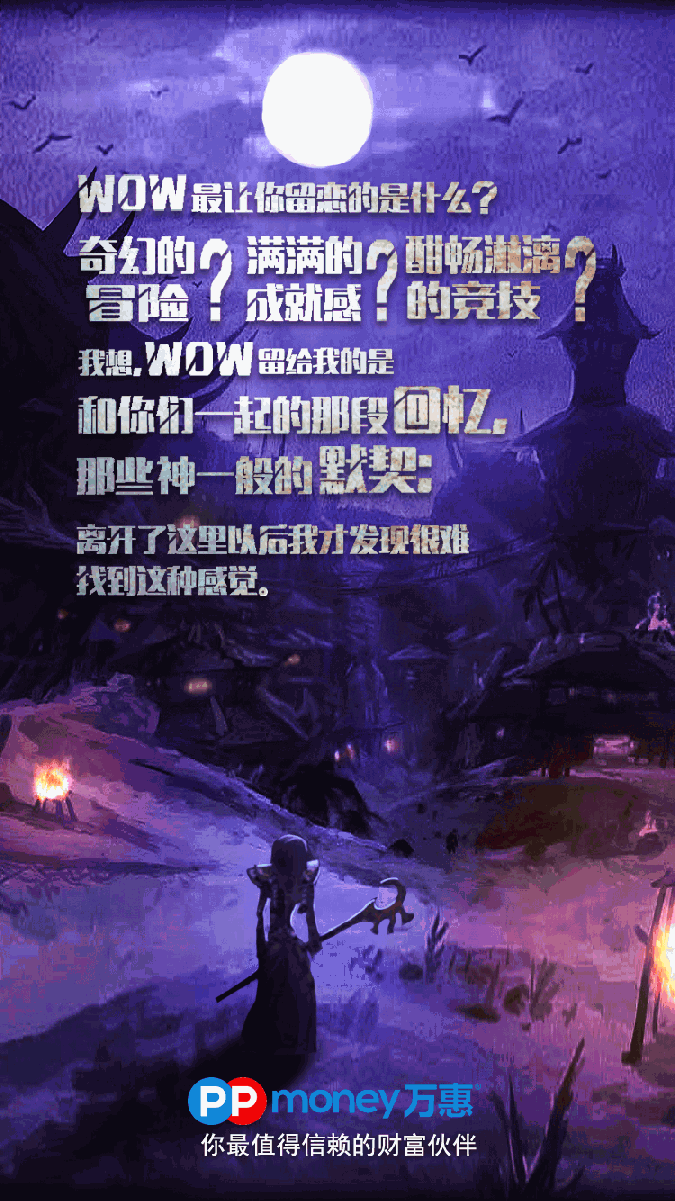 WOW最让你留恋的是什么?
奇幻的冒险? 满满的成就感? 酣畅淋漓的竞技?
我想,WOW留给我的是
和你们一起的那段回忆,
那些神一般的默契:
离开了这里以后我才发现很难
找到这种感觉。
PPmoney万惠®
你最值得信赖的财富伙伴